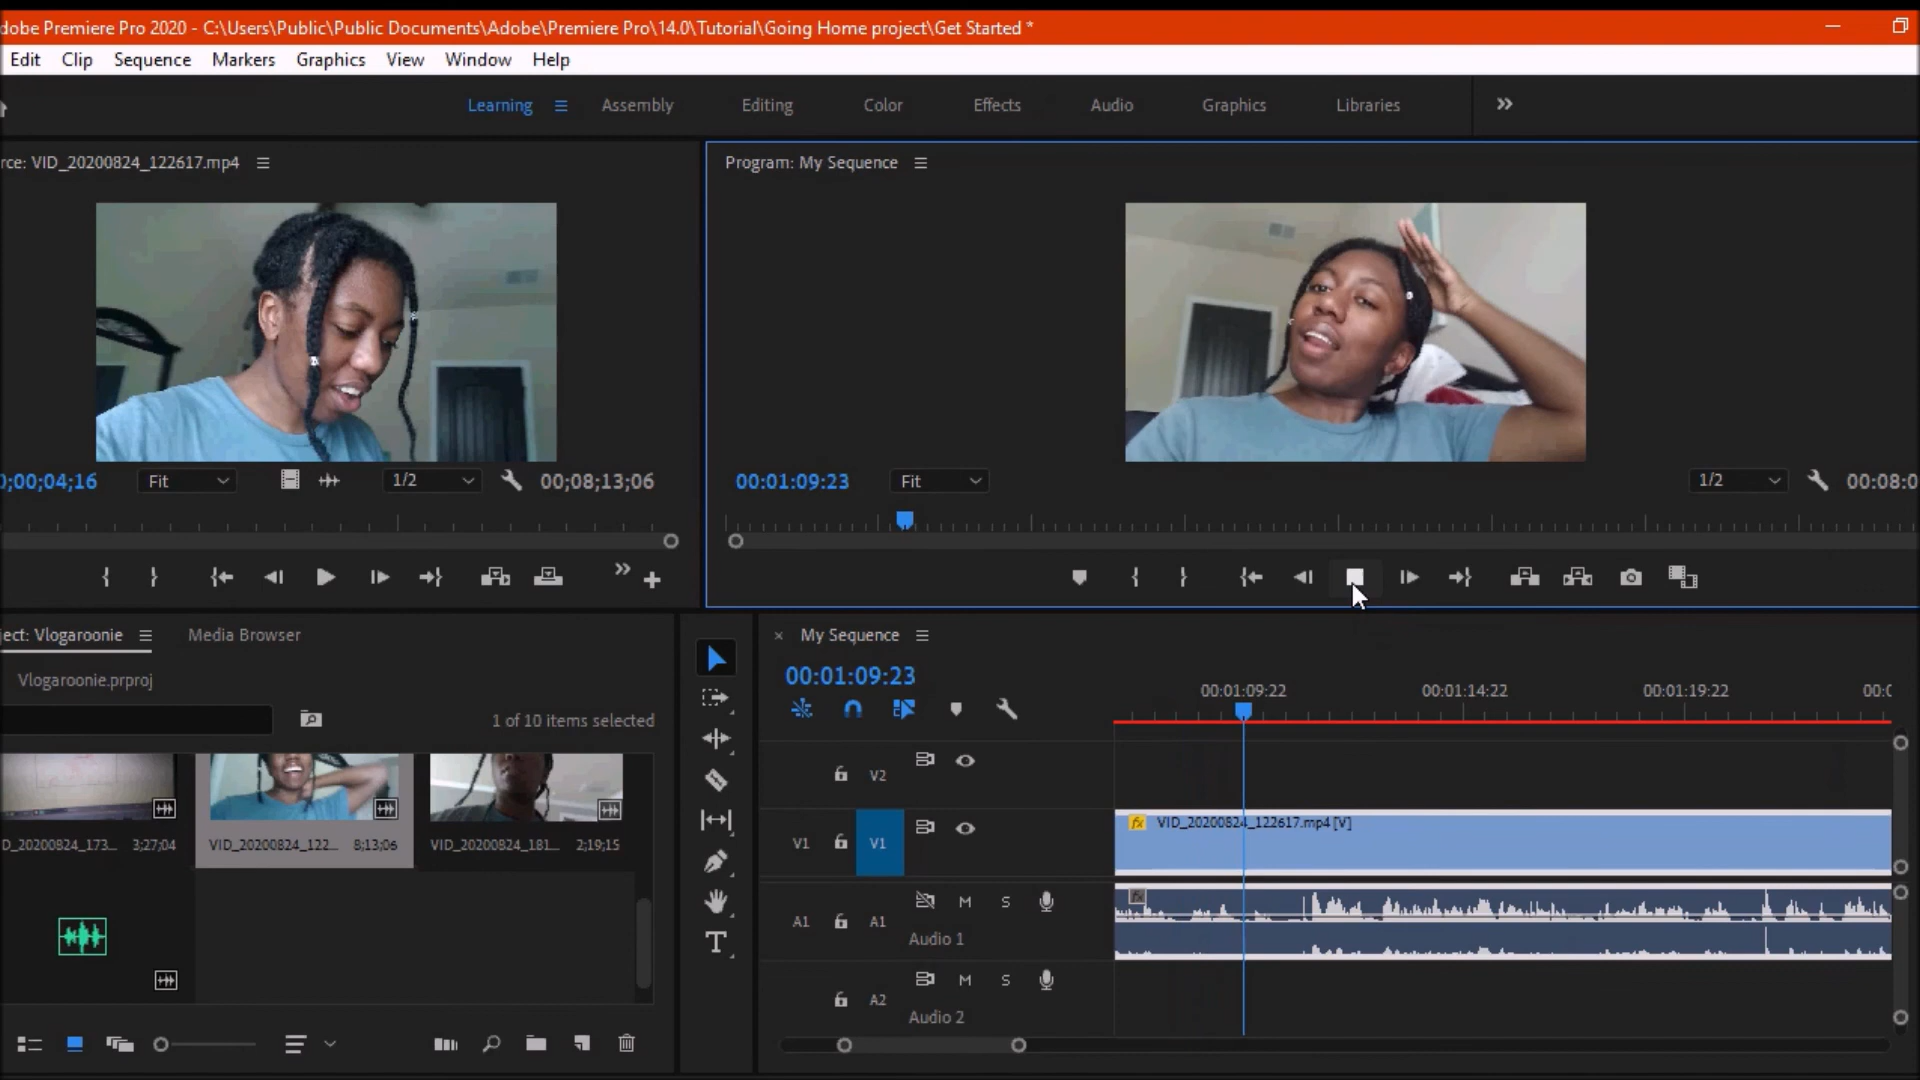 dobe Premiere Pro 2020 - C:\Users\Public\Public Documents\Adobe\Premiere Pro\14.0\Tutorial\Going Home project\Get Started *
Edit Clip Sequence Markers Graphics View Window Help
Learning Assembly Editing Color Effects Audio Graphics Libraries
rce: VID_20200824_122617.mp4
Program: My Sequence
0;00;04;16 Fit 1/2 00;08;13;06
00:01:09:23 Fit 1/2 00:08:0
ject: Vlogaroonie Media Browser
Vlogaroonie.prproj
1 of 10 items selected
D_20200824_173... 3;27;04
VID_20200824_122... 8;13;06
VID_20200824_181... 2;19;15
My Sequence
00:01:09:23
00:01:09:22 00:01:14:22 00:01:19:22 00:0
V2
V1 V1
VID_20200824_122617.mp4 [V]
fx
A1 A1 M S
Audio 1
fx
A2 M S
Audio 2